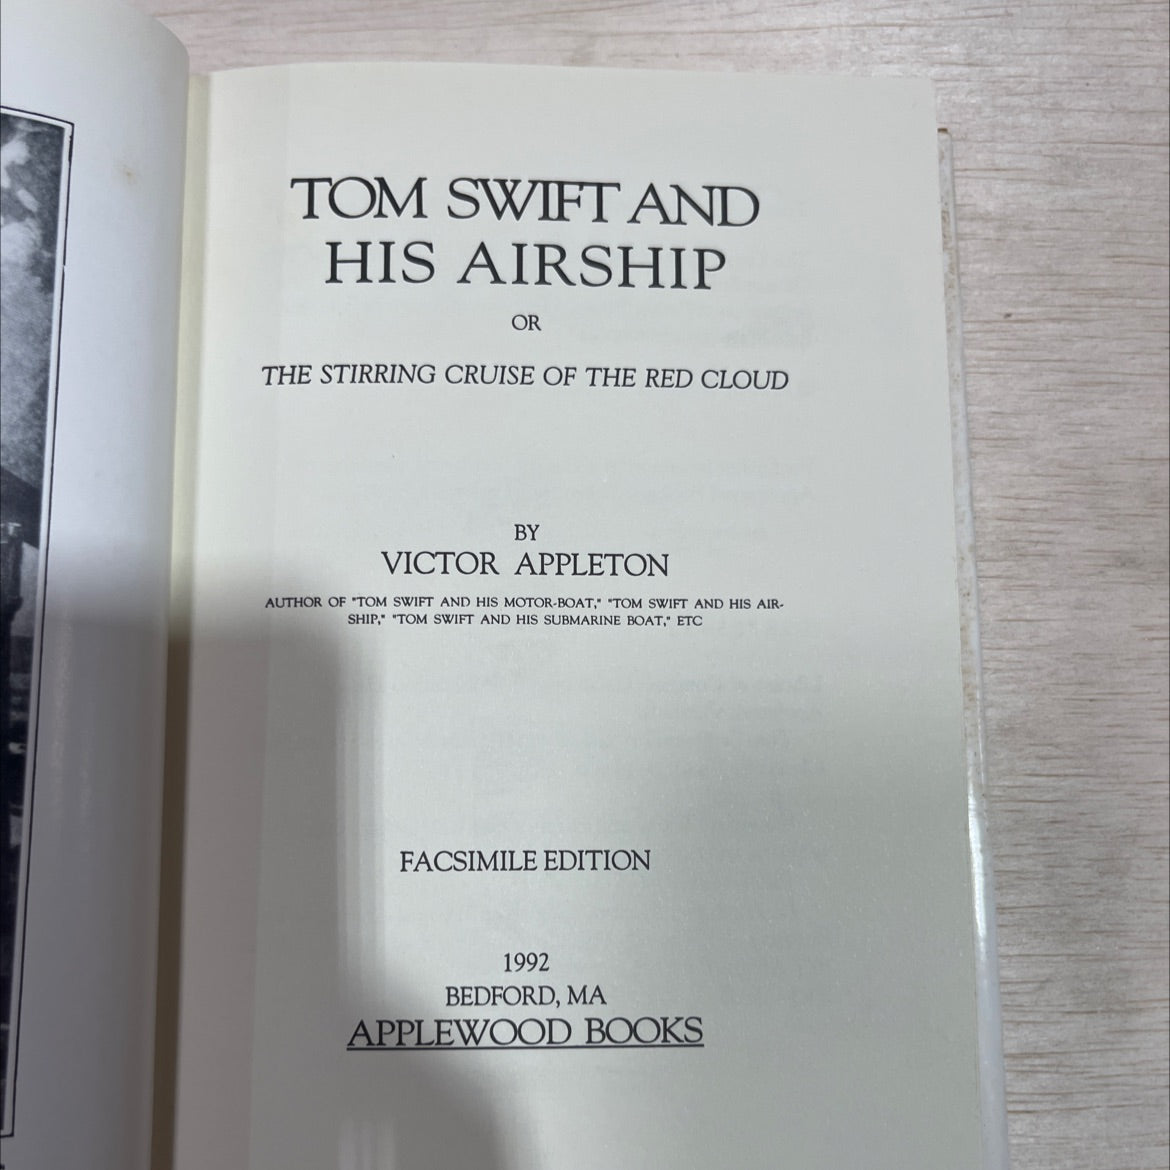 TOM SWIFT AND
HIS AIRSHIP
OR
THE STIRRING CRUISE OF THE RED CLOUD
BY
VICTOR APPLETON
AUTHOR OF "TOM SWIFT AND HIS MOTOR-BOAT," "TOM SWIFT AND HIS AIR-
SHIP," "TOM SWIFT AND HIS SUBMARINE BOAT," ETC
FACSIMILE EDITION
1992
BEDFORD, MA
APPLEWOOD BOOKS